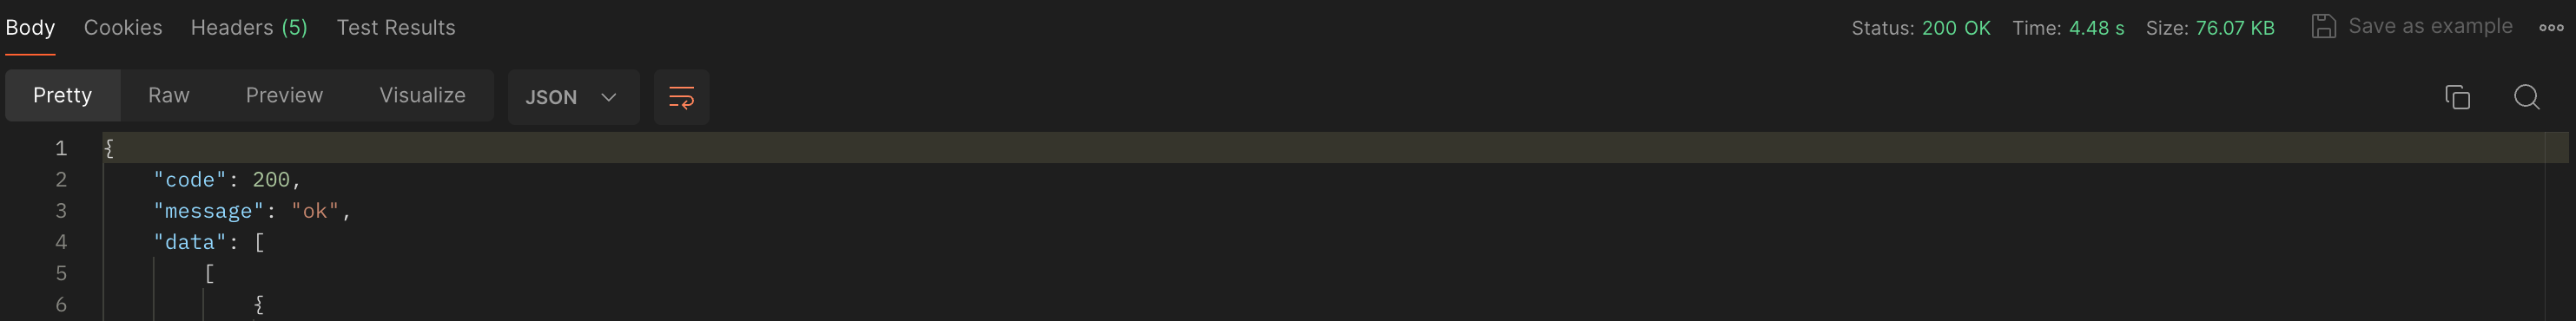 Body Cookies Headers (5) Test Results Status: 200 OK Time: 4.48 s Size: 76.07 KB Save as example
Pretty Raw Preview Visualize JSON
1 {
2 "code": 200,
3 "message": "ok",
4 "data": [
5 [
6 {